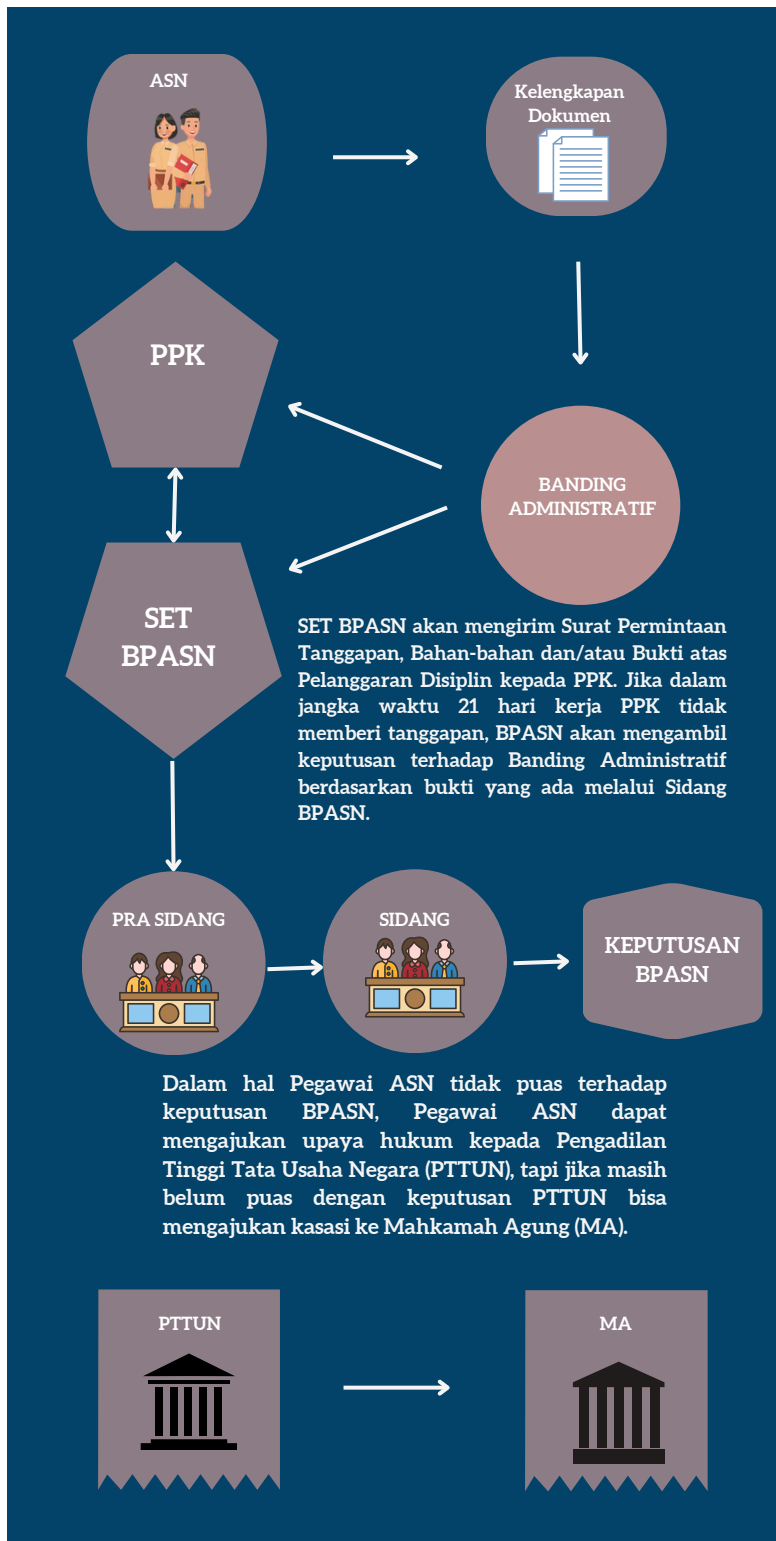 ASN
Kelengkapan
Dokumen
PPK
BANDING
ADMINISTRATIF
SET
BPASN
SET BPASN akan mengirim Surat Permintaan
Tanggapan, Bahan-bahan dan/atau Bukti atas
Pelanggaran Disiplin kepada PPK. Jika dalam
jangka waktu 21 hari kerja PPK tidak
memberi tanggapan, BPASN akan mengambil
keputusan terhadap Banding Administratif
berdasarkan bukti yang ada melalui Sidang
BPASN.
PRA SIDANG
SIDANG
KEPUTUSAN
BPASN
Dalam hal Pegawai ASN tidak puas terhadap
keputusan BPASN, Pegawai ASN dapat
mengajukan upaya hukum kepada Pengadilan
Tinggi Tata Usaha Negara (PTTUN), tapi jika masih
belum puas dengan keputusan PTTUN bisa
mengajukan kasasi ke Mahkamah Agung (MA).
PTTUN
MA